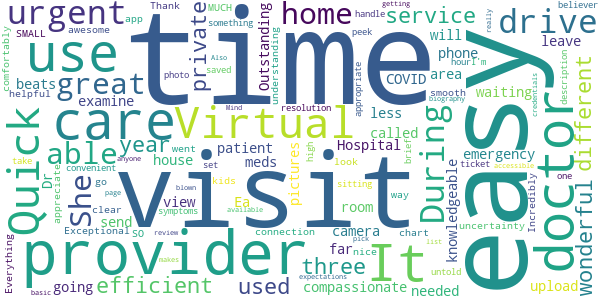 urgent
time
home
service
drive
believer
really
app
Thank
SMALL
awesome
MUCH
something
saved
Also
private
Outstanding
understanding
peek
handle
getting
COVID
will
phone
leave
hour
I'm
comfortably
use
beats
helpful
great
photo
examine
resolution
appropriate
area
smooth
biography
waiting
easy
credentials
description
different
Quick
care
Virtual
Wind
less
called
During
emergency
ticket
accessible
doctor
one
able
year
patient
Hospital
pictures
high
brief
look
knowledgeable
Incredibly
wonderful
take
Dr
She
house
went
meds
set
anyone
kids
sitting
way
uncertainty
appreciate
convenient
go
page
symptoms
blown
view
Ea
available
room
visit
Everything
clear
Exceptional
send
so
review
connection
camera
nice
chart
pick
list
provider
makes
far
It
three
untold
upload
basic
going
efficient
used
expectations
compassionate
needed